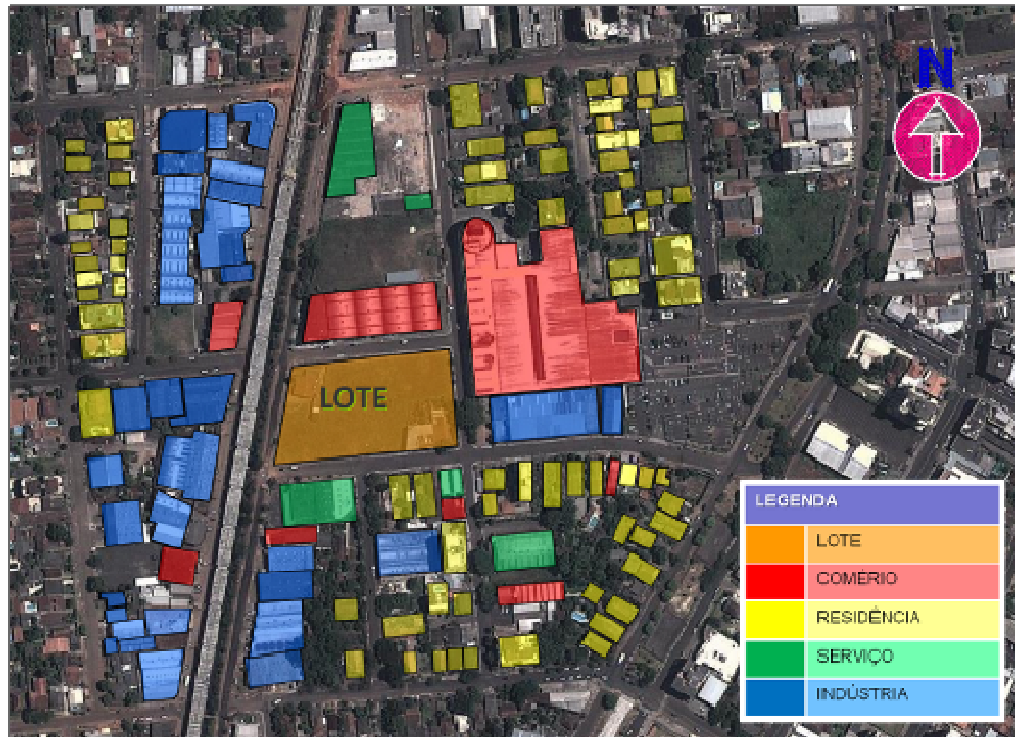 N
LOTE
LEGENDA
LOTE
COMÉRIO
RESIDÊNCIA
SERVIÇO
INDÚSTRIA